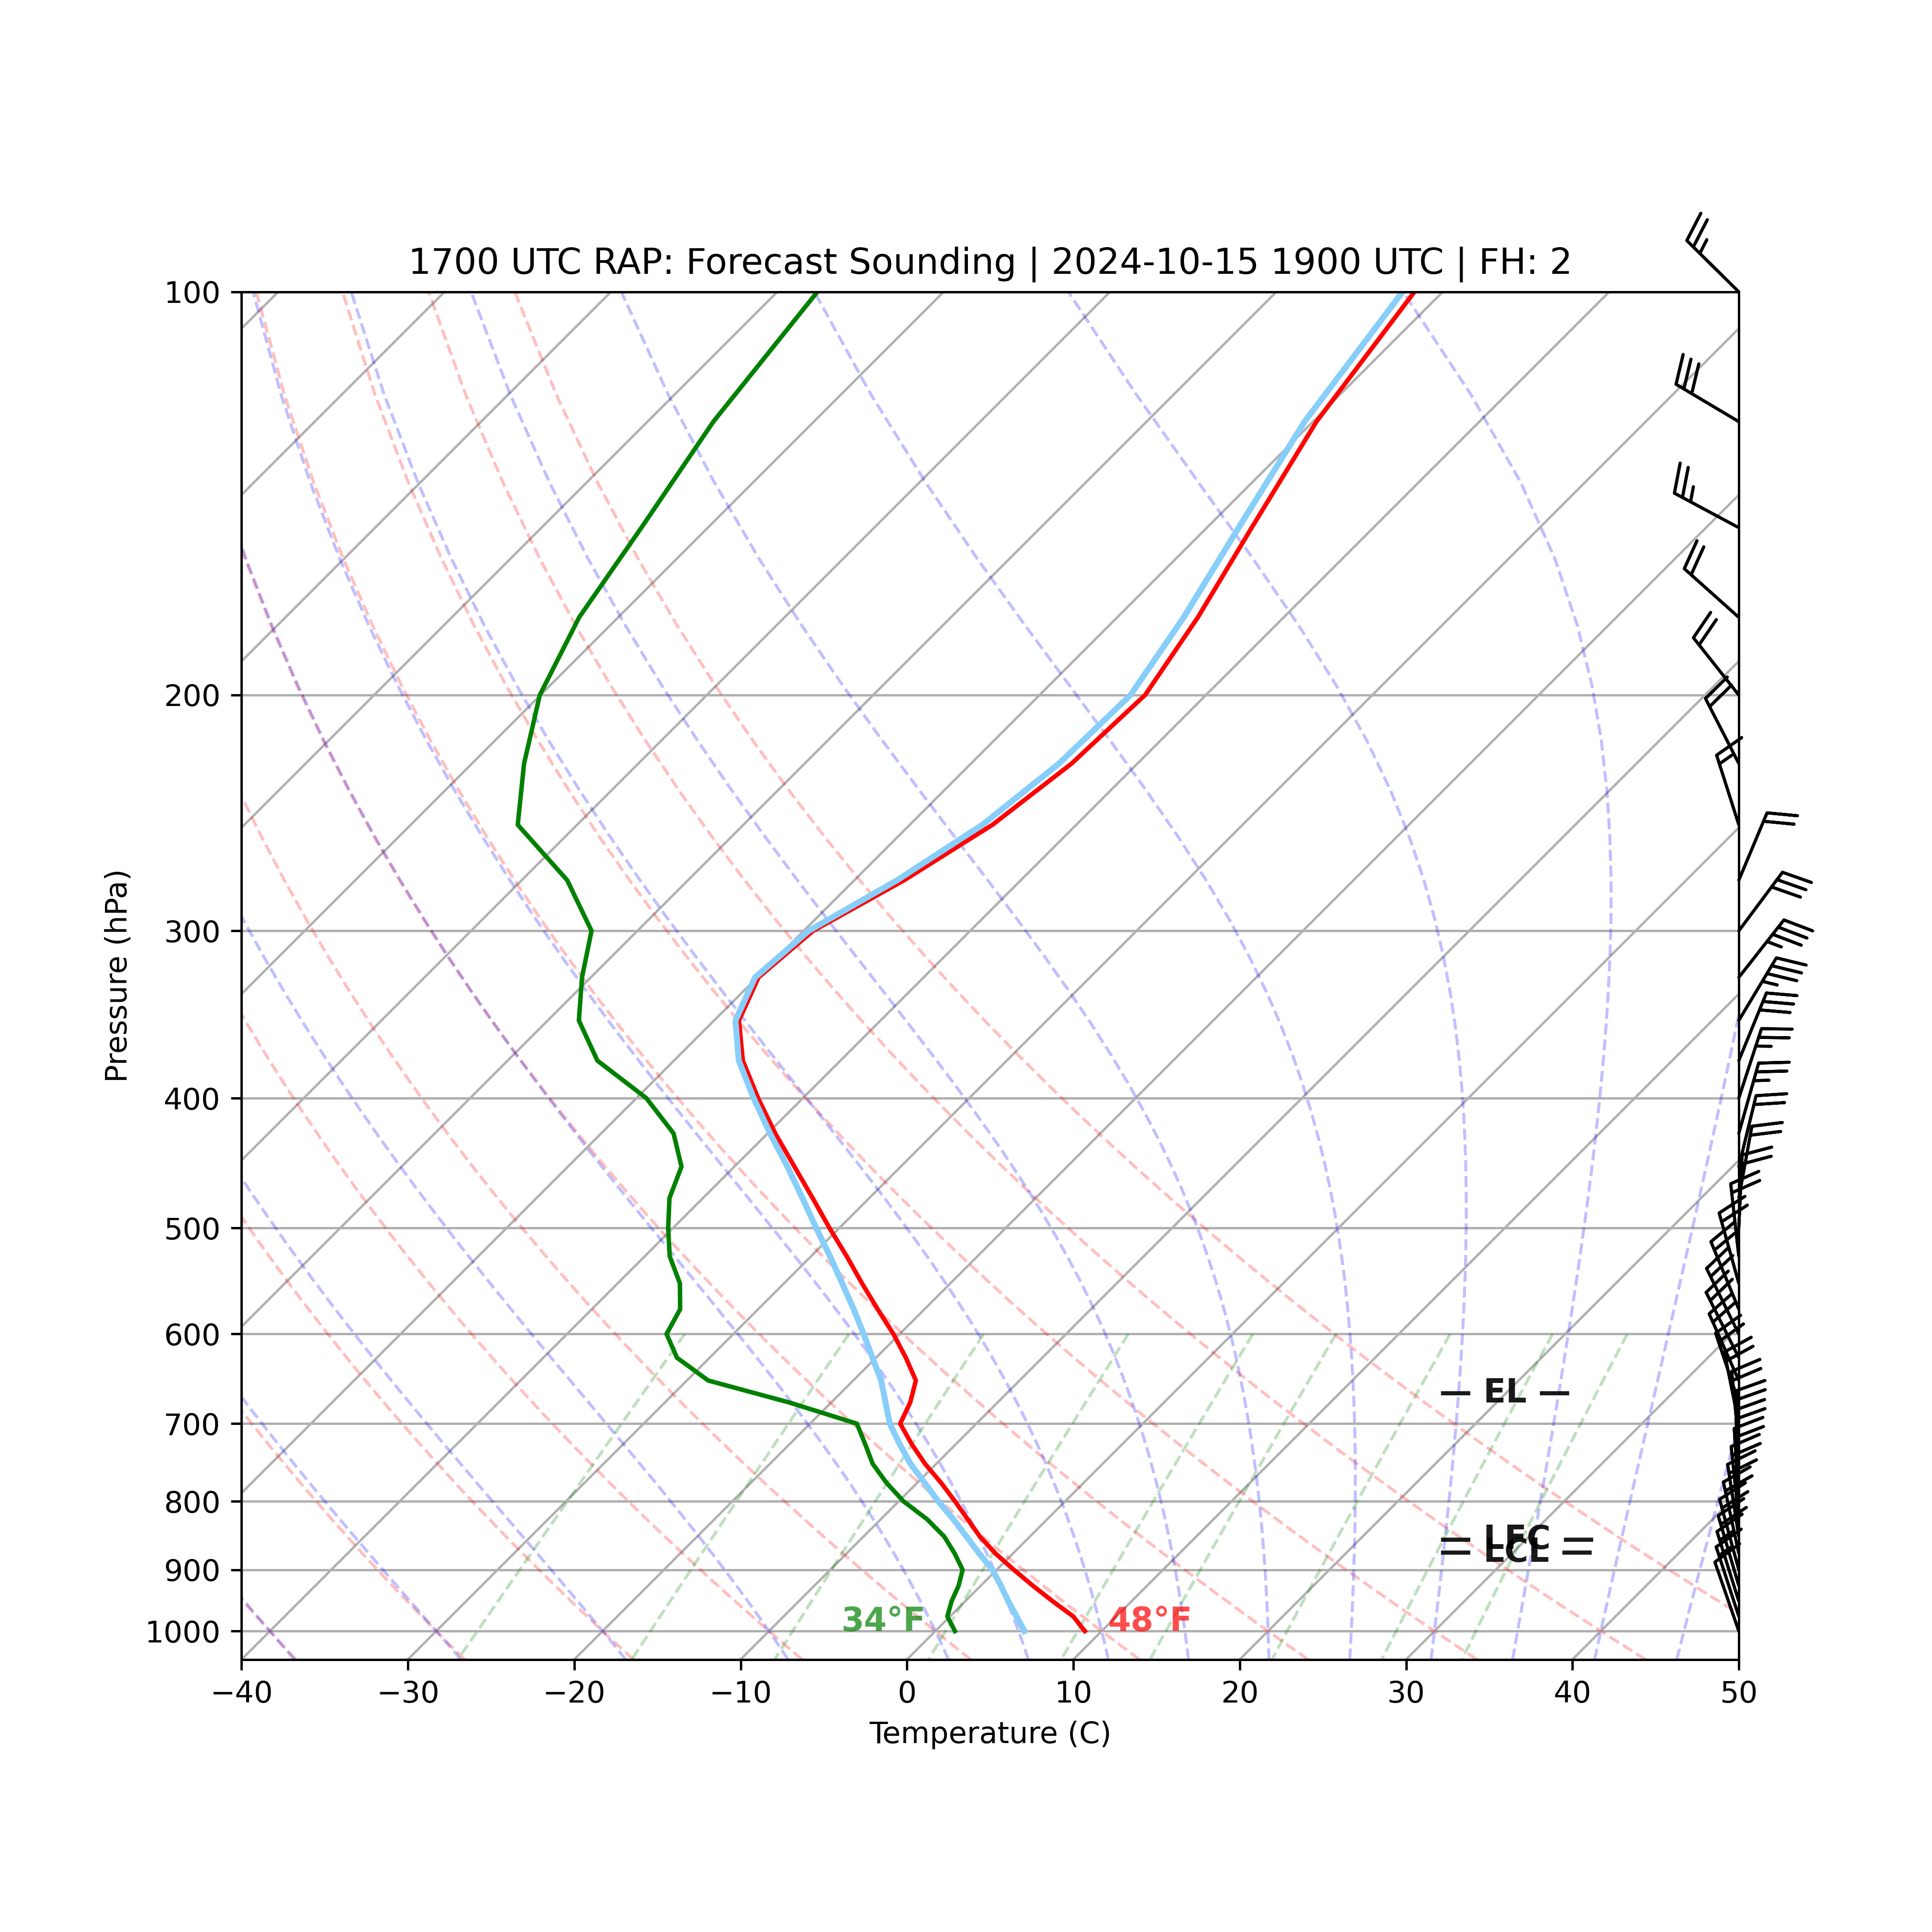 1700 UTC RAP: Forecast Sounding | 2024-10-15 1900 UTC | FH: 2
100
200
300
400
500
600
700
800
900
1000
Pressure (hPa)
— EL —
— LFC —
— LCL —
34°F
48°F
−40 −30 −20 −10 0 10 20 30 40 50
Temperature (C)